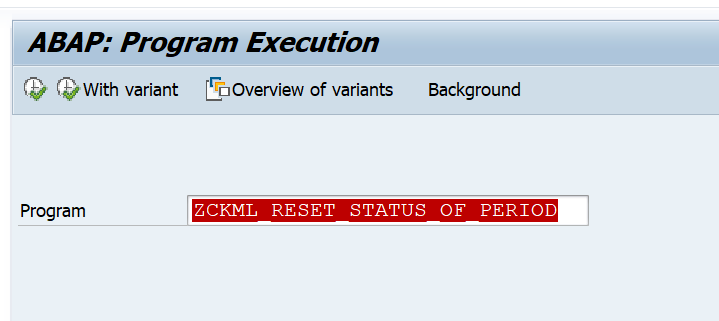 ABAP: Program Execution
With variant Overview of variants Background
Program ZCKML_RESET_STATUS_OF_PERIOD